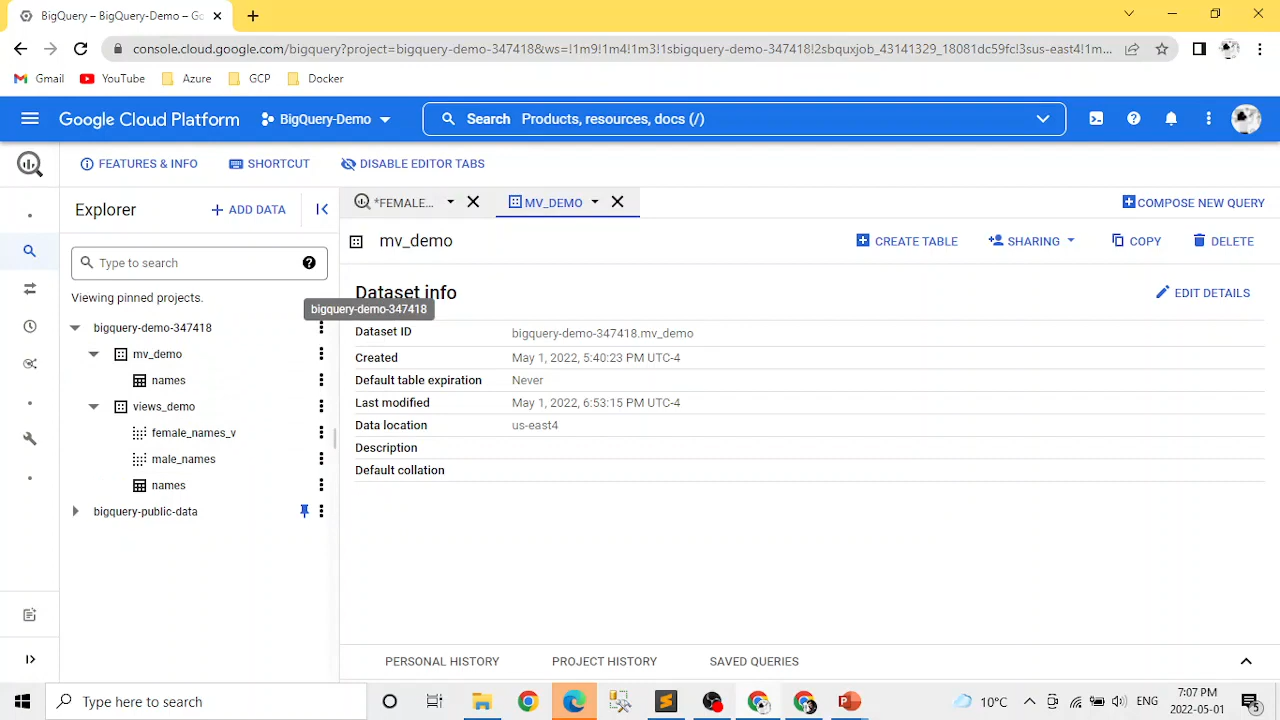 BigQuery – BigQuery-Demo – Go
console.cloud.google.com/bigquery?project=bigquery-demo-347418&ws=!1m9!1m4!1m3!1sbigquery-demo-347418!2sbquxjob_43141329_18081dc59fc!3sus-east4!1m...
Gmail YouTube Azure GCP Docker
Google Cloud Platform BigQuery-Demo Search Products, resources, docs (/)
FEATURES & INFO SHORTCUT DISABLE EDITOR TABS
Explorer + ADD DATA *FEMALE... MV_DEMO COMPOSE NEW QUERY
mv_demo CREATE TABLE SHARING COPY DELETE
Type to search
Viewing pinned projects. Dataset info EDIT DETAILS
bigquery-demo-347418
bigquery-demo-347418 Dataset ID bigquery-demo-347418.mv_demo
mv_demo Created May 1, 2022, 5:40:23 PM UTC-4
names Default table expiration Never
views_demo Last modified May 1, 2022, 6:53:15 PM UTC-4
female_names_v Data location us-east4
male_names Description
names Default collation
bigquery-public-data
PERSONAL HISTORY PROJECT HISTORY SAVED QUERIES
Type here to search 10°C ENG 7:07 PM
2022-05-01 5